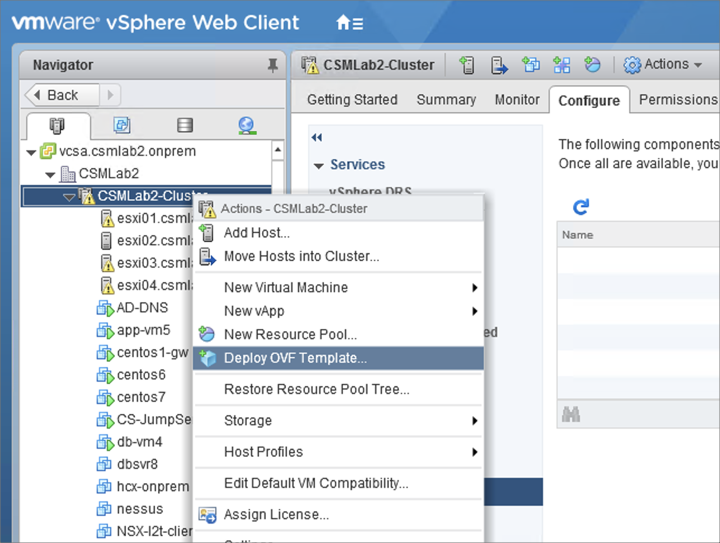 vmware® vSphere Web Client
Navigator
Back
vcsa.csmlab2.onprem
CSMLab2
CSMLab2-Cluster
esxi01.csml
esxi02.csml
esxi03.csml
esxi04.csml
AD-DNS
app-vm5
centos1-gw
centos6
centos7
CS-JumpSe
db-vm4
dbsvr8
hcx-onprem
nessus
NSX-l2t-clier
Actions - CSMLab2-Cluster
Add Host...
Move Hosts into Cluster...
New Virtual Machine
New vApp
New Resource Pool...
Deploy OVF Template...
Restore Resource Pool Tree...
Storage
Host Profiles
Edit Default VM Compatibility...
Assign License...
CSMLab2-Cluster
Actions
Getting Started Summary Monitor Configure Permissions
Services
vSphere DRS
ed
The following components
Once all are available, you
Name